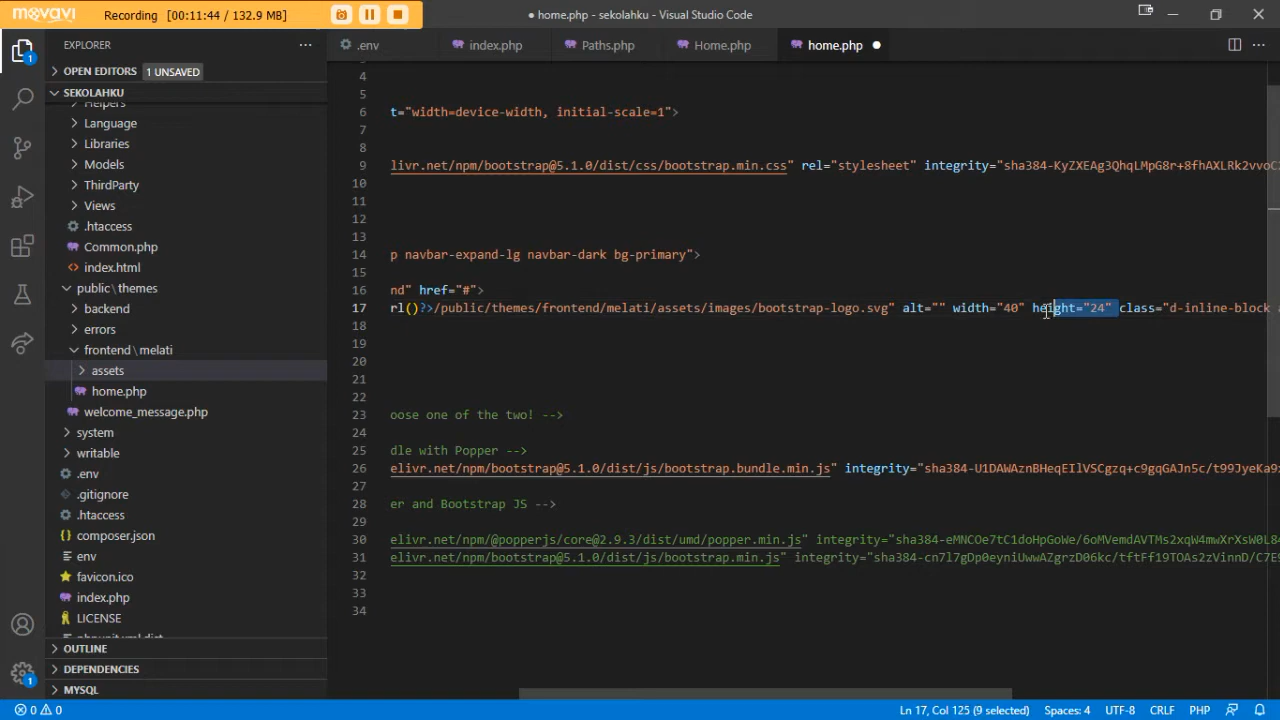 movavi
Recording 00:11:44 / 132.9 MB
● home.php - sekolahku - Visual Studio Code
1
EXPLORER
OPEN EDITORS 1 UNSAVED
SEKOLAHKU
Helpers
Language
Libraries
Models
ThirdParty
Views
.htaccess
Common.php
index.html
public\themes
backend
errors
frontend\melati
assets
home.php
welcome_message.php
system
writable
.env
.gitignore
.htaccess
composer.json
env
favicon.ico
index.php
LICENSE
phpunit.xml.dist
OUTLINE
DEPENDENCIES
MYSQL
1
.env index.php Paths.php Home.php home.php
4
5
6 t="width=device-width, initial-scale=1">
7
8
9 livr.net/npm/bootstrap@5.1.0/dist/css/bootstrap.min.css" rel="stylesheet" integrity="sha384-KyZXEAg3QhqLMpG8r+8fhAXLRk2vvoC
10
11
12
13
14 p navbar-expand-lg navbar-dark bg-primary">
15
16 nd" href="#">
17 rl()?>/public/themes/frontend/melati/assets/images/bootstrap-logo.svg" alt="" width="40" height="24" class="d-inline-block
18
19
20
21
22
23 oose one of the two! -->
24
25 dle with Popper -->
26 elivr.net/npm/bootstrap@5.1.0/dist/js/bootstrap.bundle.min.js" integrity="sha384-U1DAWAznBHeqEIlVSCgzq+c9gqGAJn5c/t99JyeKa9
27
28 er and Bootstrap JS -->
29
30 elivr.net/npm/@popperjs/core@2.9.3/dist/umd/popper.min.js" integrity="sha384-eMNCOe7tC1doHpGoWe/6oMVemdAVTMs2xqW4mwXrXsW0L8
31 elivr.net/npm/bootstrap@5.1.0/dist/js/bootstrap.min.js" integrity="sha384-cn7l7gDp0eyniUwwAZgrzD06kc/tftFf19TOAs2zVinnD/C7E
32
33
34
0 0 Ln 17, Col 125 (9 selected) Spaces: 4 UTF-8 CRLF PHP